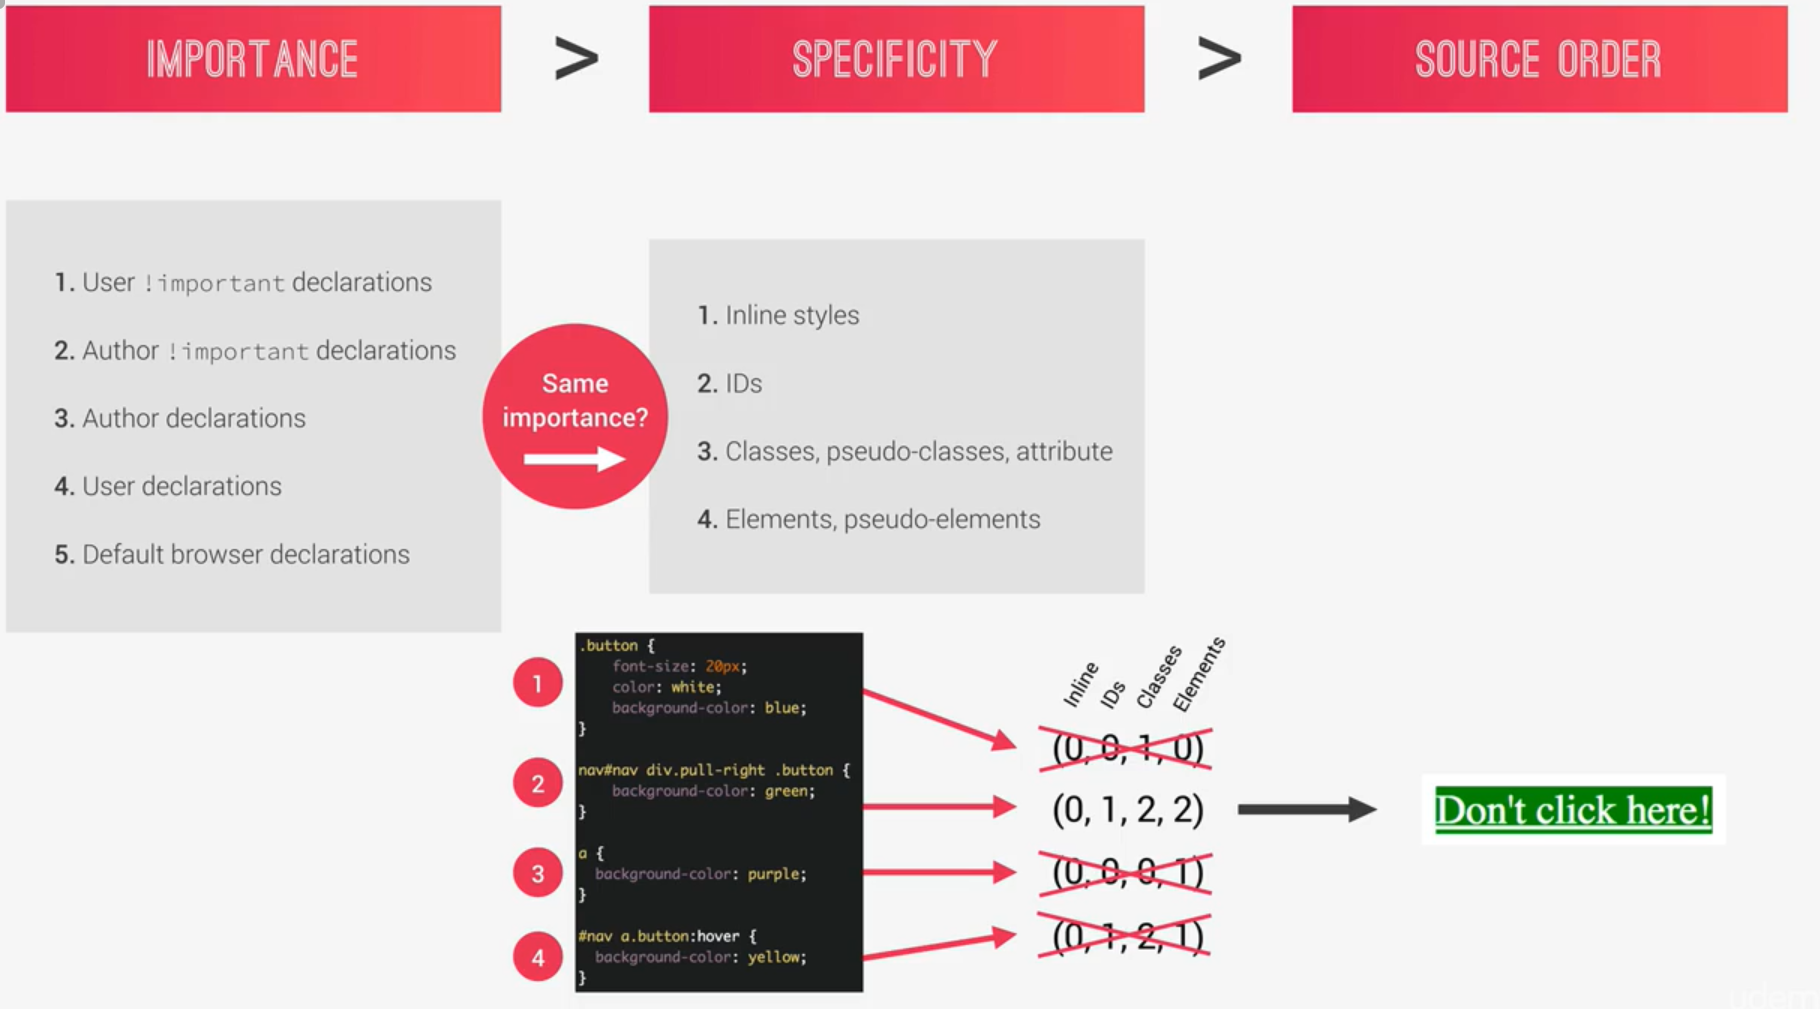 IMPORTANCE
>
SPECIFICITY
>
SOURCE ORDER
1. User !important declarations
2. Author !important declarations
3. Author declarations
4. User declarations
5. Default browser declarations
Same
importance?
1. Inline styles
2. IDs
3. Classes, pseudo-classes, attribute
4. Elements, pseudo-elements
1
.button {
font-size: 20px;
color: white;
background-color: blue;
}
2
nav#nav div.pull-right .button {
background-color: green;
}
3
a {
background-color: purple;
}
4
#nav a.button:hover {
background-color: yellow;
}
Inline
IDs
Classes
Elements
(0, 0, 1, 0)
(0, 1, 2, 2)
(0, 0, 0, 1)
(0, 1, 2, 1)
Don't click here!
udem